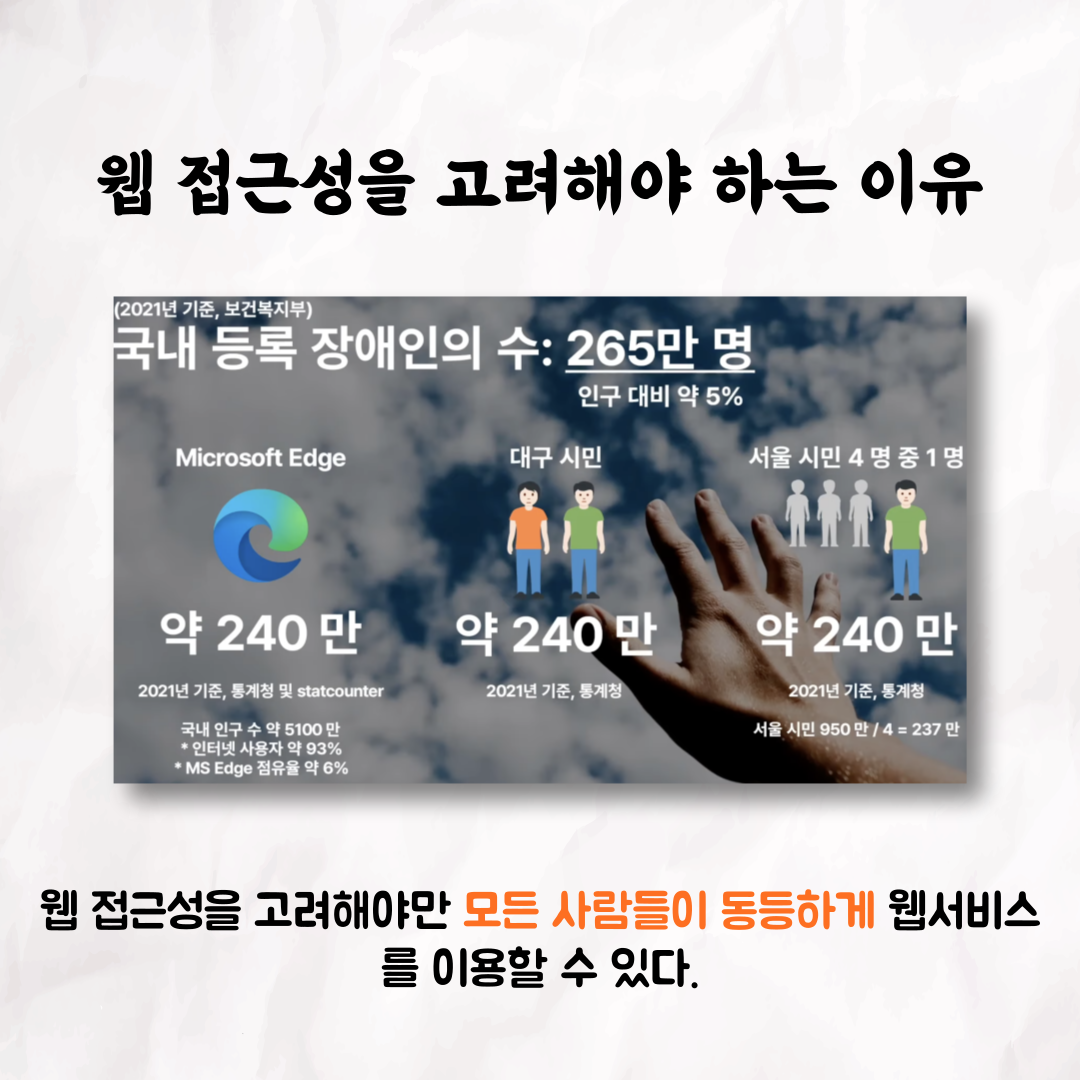 웹 접근성을 고려해야 하는 이유
(2021년 기준, 보건복지부)
국내 등록 장애인의 수: 265만 명
인구 대비 약 5%
Microsoft Edge
약 240 만
2021년 기준, 통계청 및 statcounter
국내 인구 수 약 5100 만
* 인터넷 사용자 약 93%
* MS Edge 점유율 약 6%
대구 시민
약 240 만
2021년 기준, 통계청
서울 시민 4 명 중 1 명
약 240 만
2021년 기준, 통계청
서울 시민 950 만 / 4 = 237 만
웹 접근성을 고려해야만 모든 사람들이 동등하게 웹서비스
를 이용할 수 있다.